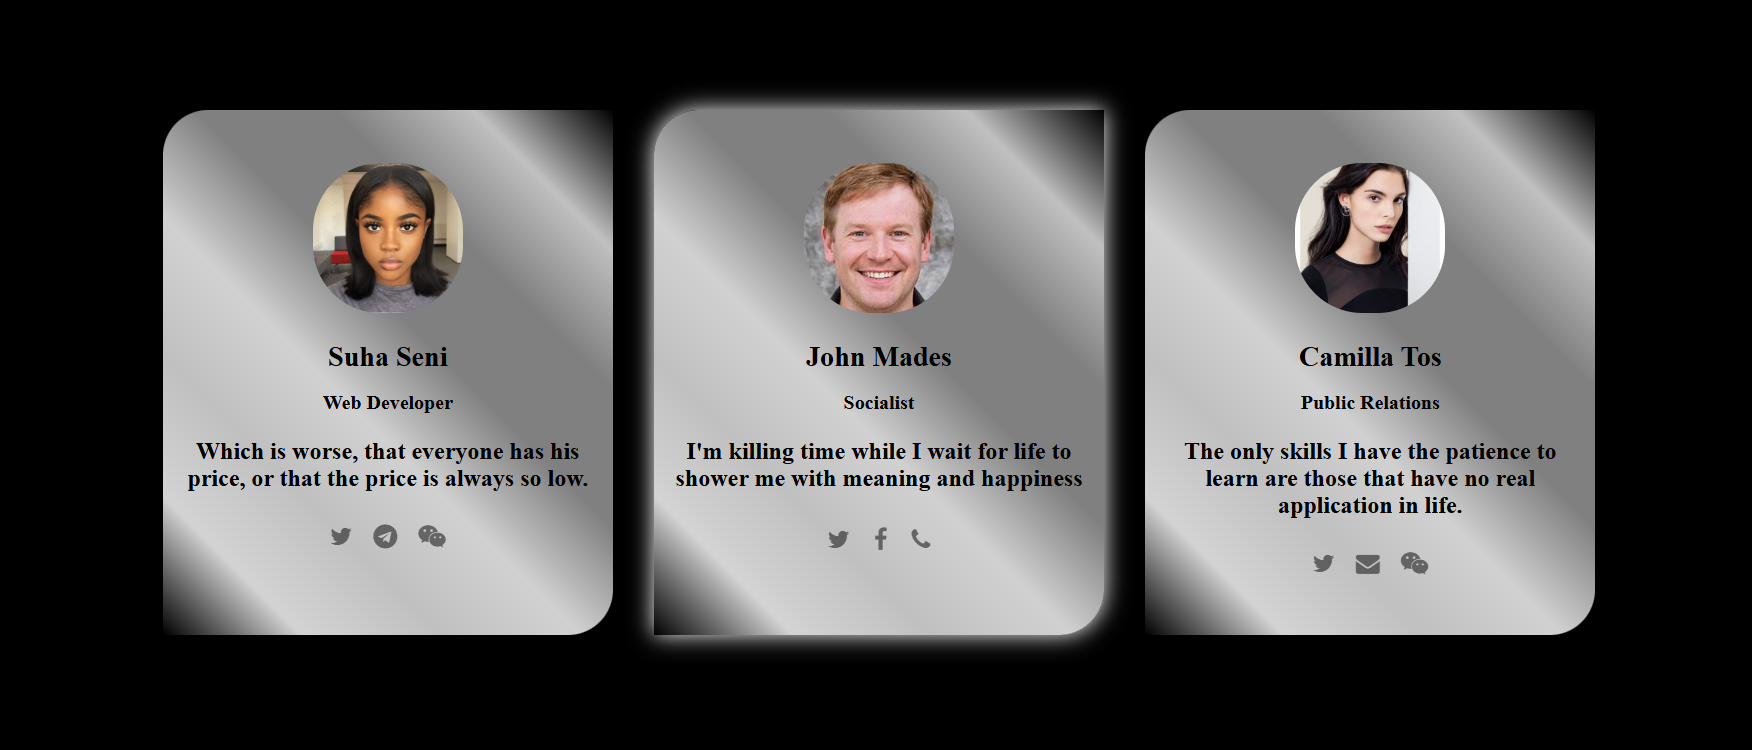 Suha Seni
Web Developer
Which is worse, that everyone has his
price, or that the price is always so low.
John Mades
Socialist
I'm killing time while I wait for life to
shower me with meaning and happiness
Camilla Tos
Public Relations
The only skills I have the patience to
learn are those that have no real
application in life.